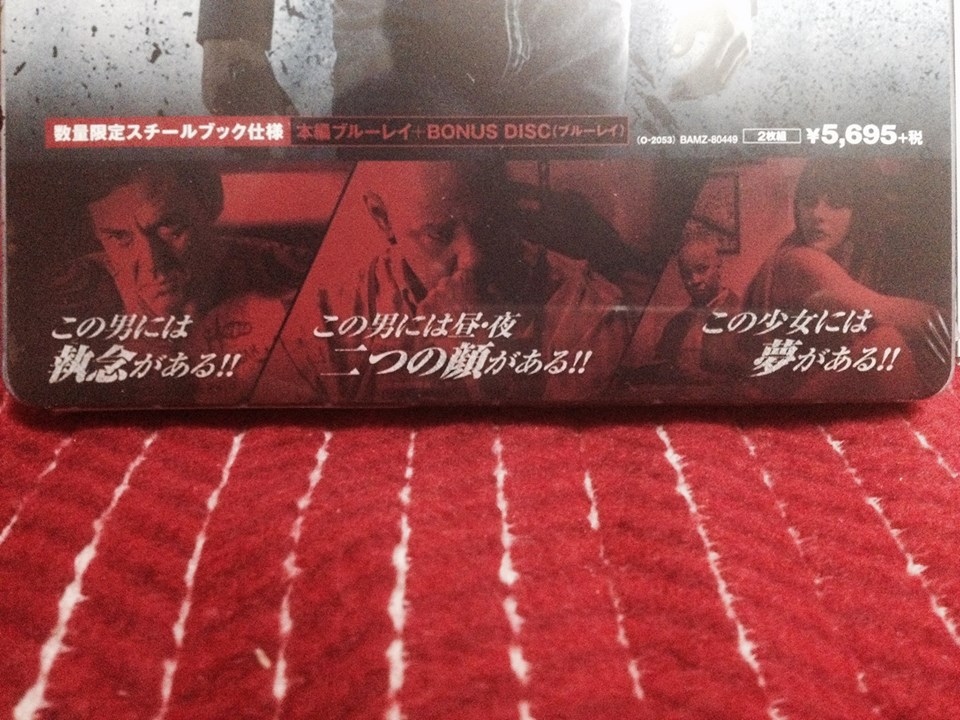 数量限定スチールブック仕様 本編ブルーレイ+BONUS DISC(ブルーレイ) (O-2053) BAMZ-80449 2枚組 ¥5,695+税
この男には
執念がある!!
この男には昼・夜
二つの顔がある!!
この少女には
夢がある!!